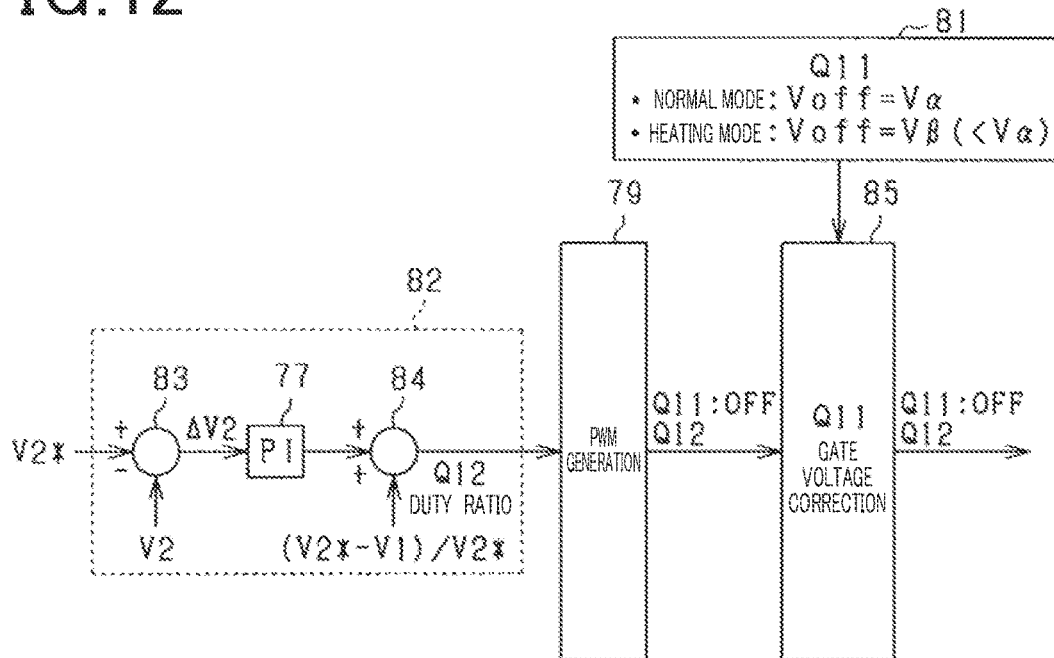 IG.12
81
Q11
• NORMAL MODE: Voff=Vα
• HEATING MODE: Voff=Vβ(<Vα)
79
85
82
83
77
84
V2*
+
-
ΔV2
PI
+
+
Q12
DUTY RATIO
V2
(V2*-V1)/V2*
PWM
GENERATION
Q11:OFF
Q12
Q11
GATE
VOLTAGE
CORRECTION
Q11:OFF
Q12